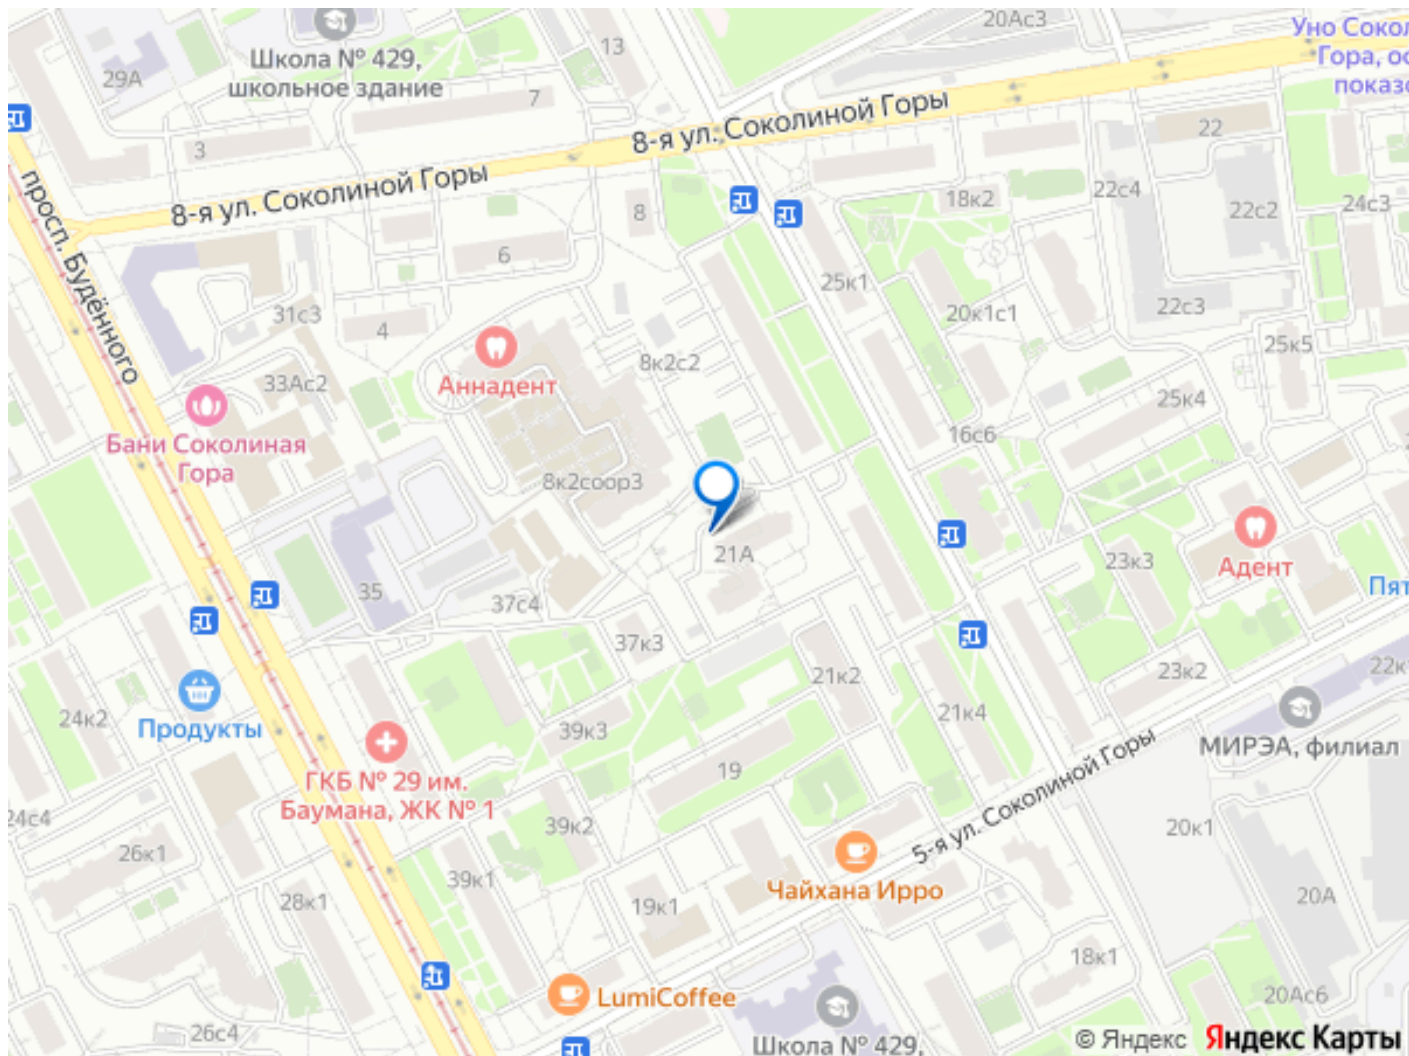 20Ас3
Уно Сокол
Гора, ос
показ
13
Школа № 429,
школьное здание
29А
7
8-я ул. Соколиной Горы
22
3
8-я ул. Соколиной Горы
просп. Будённого
8
18к2
22с4
22с2
24с3
6
25к1
31с3
4
20к1с1
22с3
25к5
8к2с2
Аннадент
33Ас2
25к4
Бани Соколиная
Гора
16с6
8к2соор3
21А
23к3
Адент
Пят
35
37с4
37к3
21к2
23к2
22к
24к2
Продукты
39к3
21к4
МИРЭА, филиал
19
ГКБ № 29 им.
Баумана, ЖК № 1
5-я ул. Соколиной Горы
24с4
39к2
20к1
26к1
39к1
Чайхана Ирро
28к1
19к1
20А
18к1
LumiCoffee
20Ас6
26с4
Школа № 429,
© Яндекс Яндекс Карты